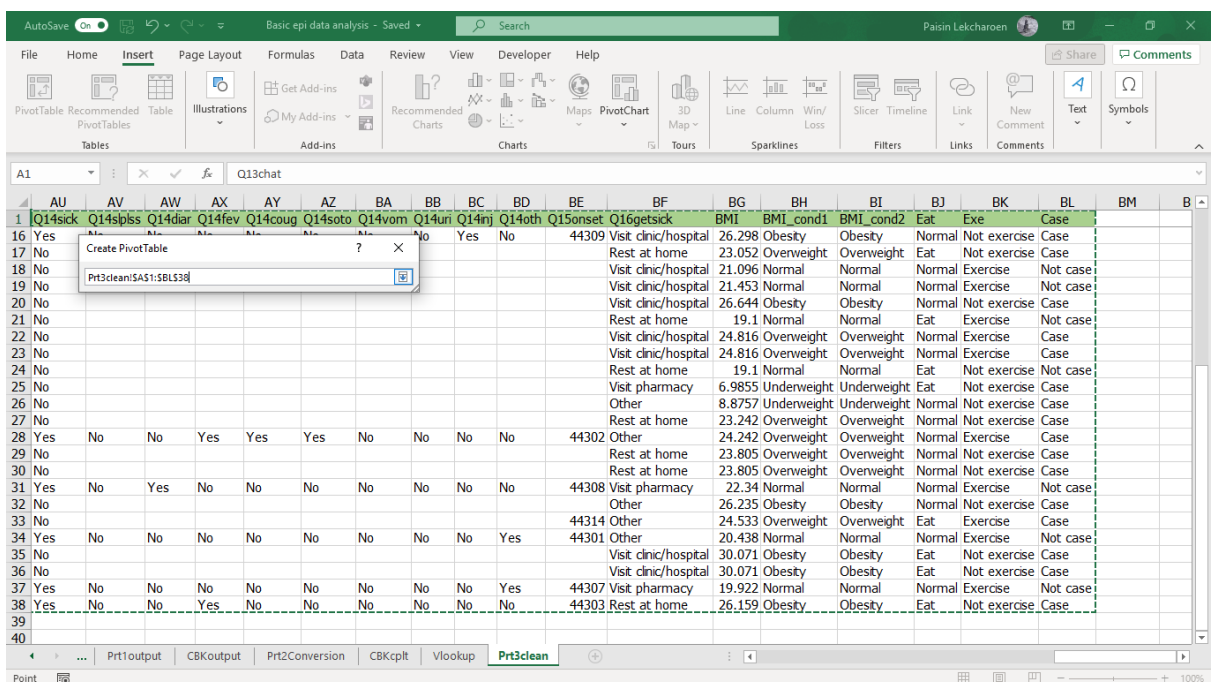 AutoSave On Basic epi data analysis - Saved Search Paisin Lekcharoen
File Home Insert Page Layout Formulas Data Review View Developer Help Share Comments
PivotTable Recommended PivotTables Table Illustrations Get Add-ins My Add-ins Recommended Charts Maps PivotChart 3D Map Line Column Win/Loss Slicer Timeline Link New Comment Text Symbols
Tables Add-ins Charts Tours Sparklines Filters Links Comments
A1 fx Q13chat
AU AV AW AX AY AZ BA BB BC BD BE BF BG BH BI BJ BK BL BM B
1 Q14sick Q14slplss Q14diar Q14fev Q14coug Q14soto Q14vom Q14uri Q14inj Q14oth Q15onset Q16getsick BMI BMI_cond1 BMI_cond2 Eat Exe Case
16 Yes No Yes No 44309 Visit clinic/hospital 26.298 Obesity Obesity Normal Not exercise Case
Create PivotTable ? ×
17 No Rest at home 23.052 Overweight Overweight Eat Not exercise Case
Prt3clean!$A$1:$BL$38
18 No Visit clinic/hospital 21.096 Normal Normal Normal Exercise Not case
19 No Visit clinic/hospital 21.453 Normal Normal Normal Exercise Not case
20 No Visit clinic/hospital 26.644 Obesity Obesity Normal Not exercise Case
21 No Rest at home 19.1 Normal Normal Eat Exercise Not case
22 No Visit clinic/hospital 24.816 Overweight Overweight Normal Exercise Case
23 No Visit clinic/hospital 24.816 Overweight Overweight Normal Exercise Case
24 No Rest at home 19.1 Normal Normal Eat Not exercise Not case
25 No Visit pharmacy 6.9855 Underweight Underweight Eat Not exercise Case
26 No Other 8.8757 Underweight Underweight Normal Not exercise Case
27 No Rest at home 23.242 Overweight Overweight Normal Not exercise Case
28 Yes No No Yes Yes Yes No No No No 44302 Other 24.242 Overweight Overweight Normal Exercise Case
29 No Rest at home 23.805 Overweight Overweight Normal Not exercise Case
30 No Rest at home 23.805 Overweight Overweight Normal Not exercise Case
31 Yes No Yes No No No No No No No 44308 Visit pharmacy 22.34 Normal Normal Normal Exercise Not case
32 No Other 26.235 Obesity Obesity Normal Not exercise Case
33 No 44314 Other 24.533 Overweight Overweight Eat Exercise Case
34 Yes No No No No No No No No Yes 44301 Other 20.438 Normal Normal Normal Exercise Not case
35 No Visit clinic/hospital 30.071 Obesity Obesity Eat Not exercise Case
36 No Visit clinic/hospital 30.071 Obesity Obesity Eat Not exercise Case
37 Yes No No No No No No No No Yes 44307 Visit pharmacy 19.922 Normal Normal Normal Exercise Not case
38 Yes No No Yes No No No No No No 44303 Rest at home 26.159 Obesity Obesity Eat Not exercise Case
39
40
... Prt1output CBKoutput Prt2Conversion CBKcplt Vlookup Prt3clean
Point 100%